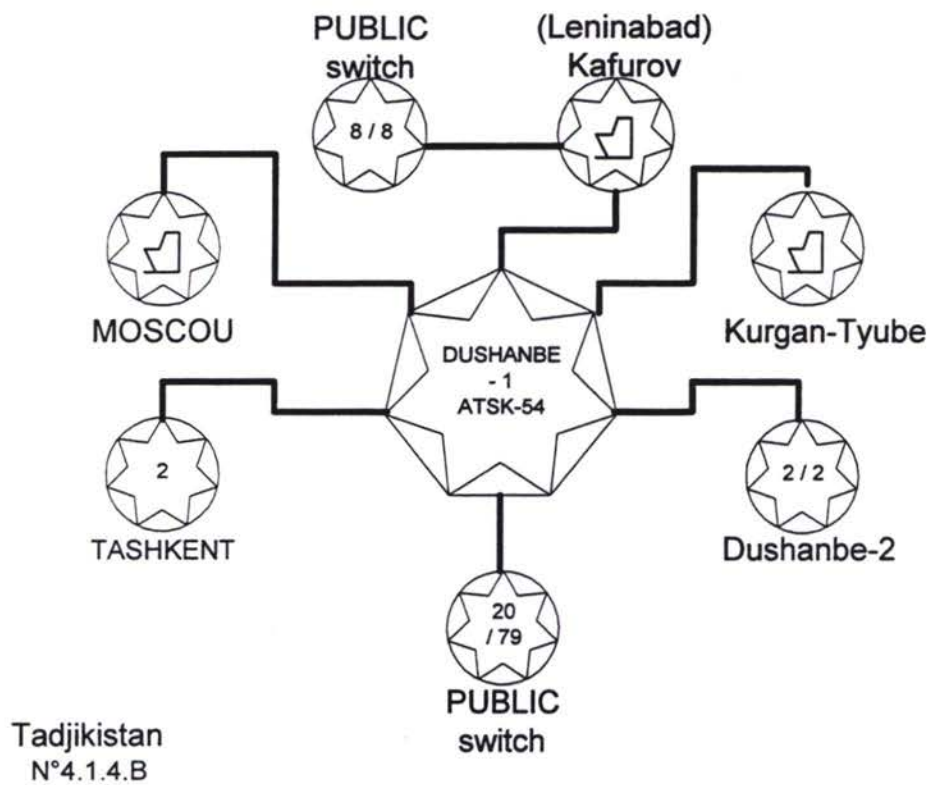 PUBLIC
switch
(Leninabad)
Kafurov
8 / 8
MOSCOU
Kurgan-Tyube
DUSHANBE
- 1
ATSK-54
2
TASHKENT
2 / 2
Dushanbe-2
20
/ 79
PUBLIC
switch
Tadjikistan
N°4.1.4.B